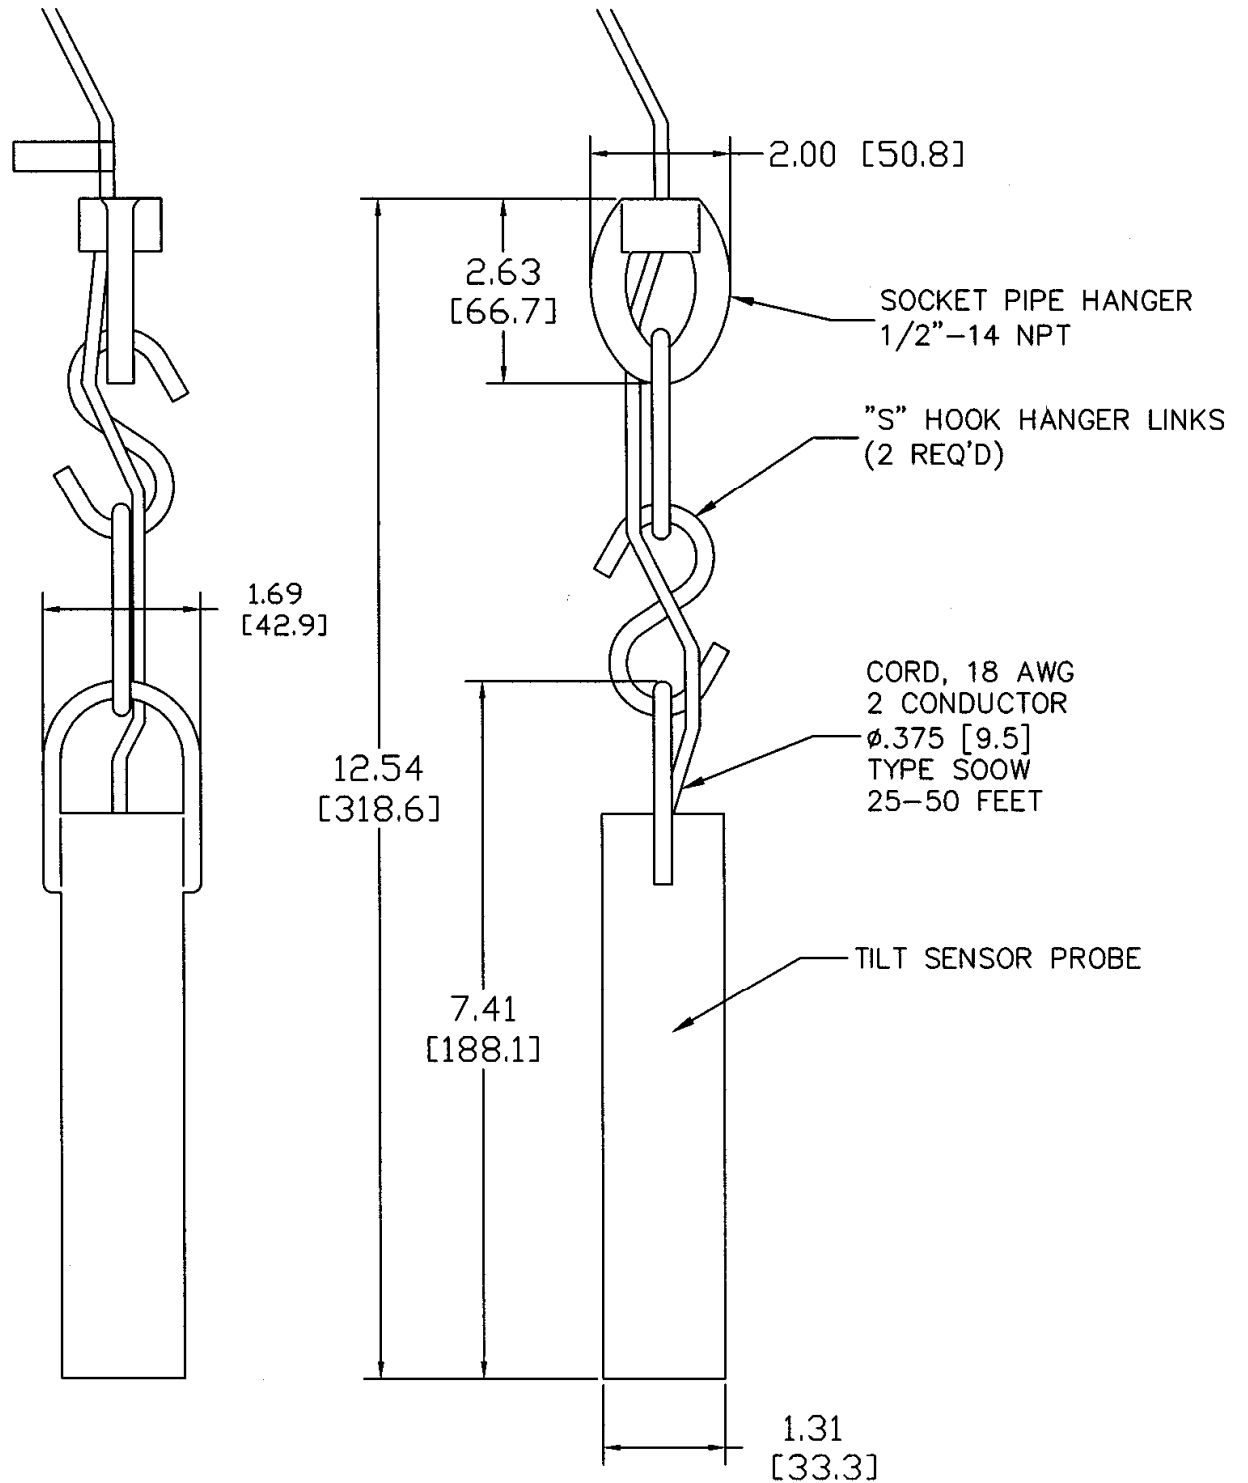 2.00 [50.8]
2.63
[66.7]
SOCKET PIPE HANGER
1/2"-14 NPT
"S" HOOK HANGER LINKS
(2 REQ'D)
1.69
[42.9]
CORD, 18 AWG
2 CONDUCTOR
ø.375 [9.5]
TYPE SOOW
25-50 FEET
12.54
[318.6]
TILT SENSOR PROBE
7.41
[188.1]
1.31
[33.3]